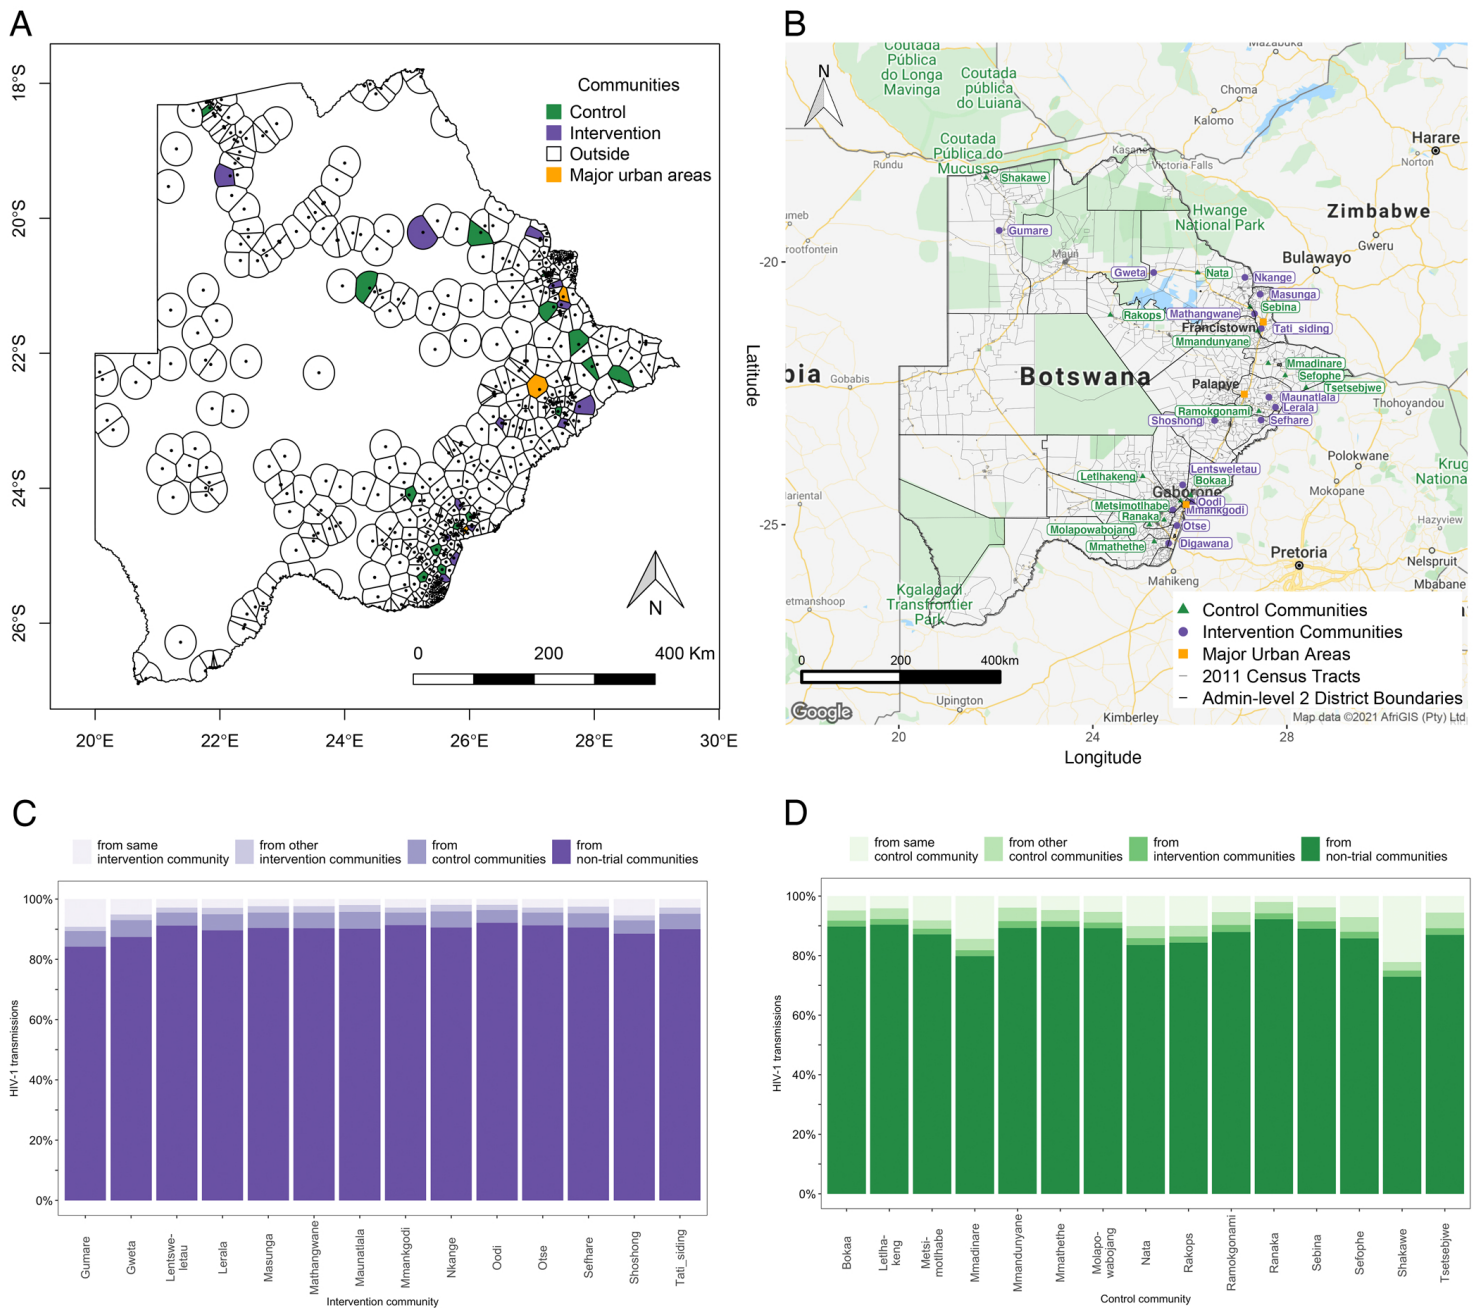 A
Communities
Control
Intervention
Outside
Major urban areas
18°S
20°S
22°S
24°S
26°S
20°E
22°E
24°E
26°E
28°E
30°E
N
0
200
400 Km
B
N
Coutada
Pública
do Longa
Mavinga
Coutada
pública
do Luiana
Coutada
Pública do
Mucusso
Mazabuka
Choma
Kalomo
Harare
Norton
Rundu
Kasane
Victoria Falls
Shakawe
Hwange
National Park
Zimbabwe
Gweru
Bulawayo
umeb
rootfontein
Gumare
Maun
Gweta
Nata
Nkange
Masunga
Rakops
Mathangwane
Sebina
Francistown
Tati_siding
Mmandunyane
bia
Gobabis
Botswana
Mmadinare
Sefophe
Palapye
Tsetsebjwe
Maunatlala
Thohoyandou
Ramokgonami
Lerala
Shoshong
Sefhare
Polokwane
Krug
Nationa
Lentsweletau
Letlhakeng
Bokaa
Mokopane
lariental
Gaborone
Metsimotlhabe
Oodi
Mmankgodi
Ranaka
Hazyview
Molapowabojang
Otse
Mmathethe
Digawana
Pretoria
Nelspruit
Mahikeng
Mbabane
Kgalagadi
Transfrontier
Park
etmanshoop
Upington
Kimberley
Control Communities
Intervention Communities
Major Urban Areas
2011 Census Tracts
Admin-level 2 District Boundaries
0
200
400km
Google
Map data ©2021 AfriGIS (Pty) Ltd
-20
-25
Latitude
20
24
28
Longitude
C
from same
intervention community
from other
intervention communities
from
control communities
from
non-trial communities
100%
80%
60%
40%
20%
0%
HIV-1 transmissions
Gumare
Gweta
Lentswe-
letau
Lerala
Masunga
Mathangwane
Maunatlala
Mmankgodi
Nkange
Oodi
Otse
Sefhare
Shoshong
Tati_siding
Intervention community
D
from same
control community
from other
control communities
from
intervention communities
from
non-trial communities
100%
80%
60%
40%
20%
0%
HIV-1 transmissions
Bokaa
Letlha-
keng
Metsi-
motlhabe
Mmadinare
Mmandunyane
Mmathethe
Molapo-
wabojang
Nata
Rakops
Ramokgonami
Ranaka
Sebina
Sefophe
Shakawe
Tsetsebjwe
Control community